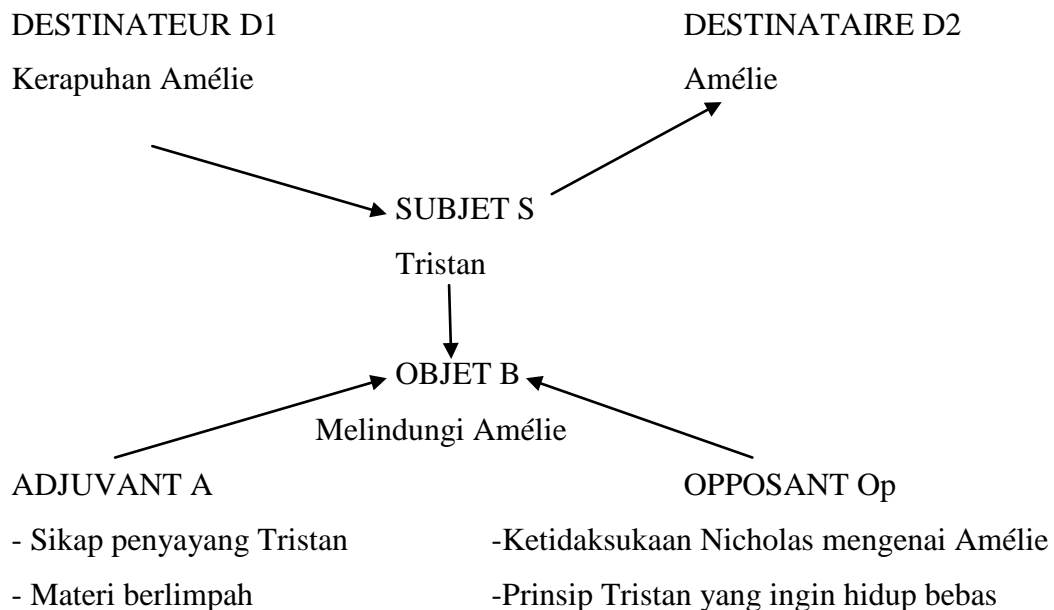 DESTINATEUR D1 DESTINATAIRE D2
Kerapuhan Amélie Amélie
SUBJET S
Tristan
OBJET B
Melindungi Amélie
ADJUVANT A OPPOSANT Op
- Sikap penyayang Tristan -Ketidaksukaan Nicholas mengenai Amélie
- Materi berlimpah -Prinsip Tristan yang ingin hidup bebas